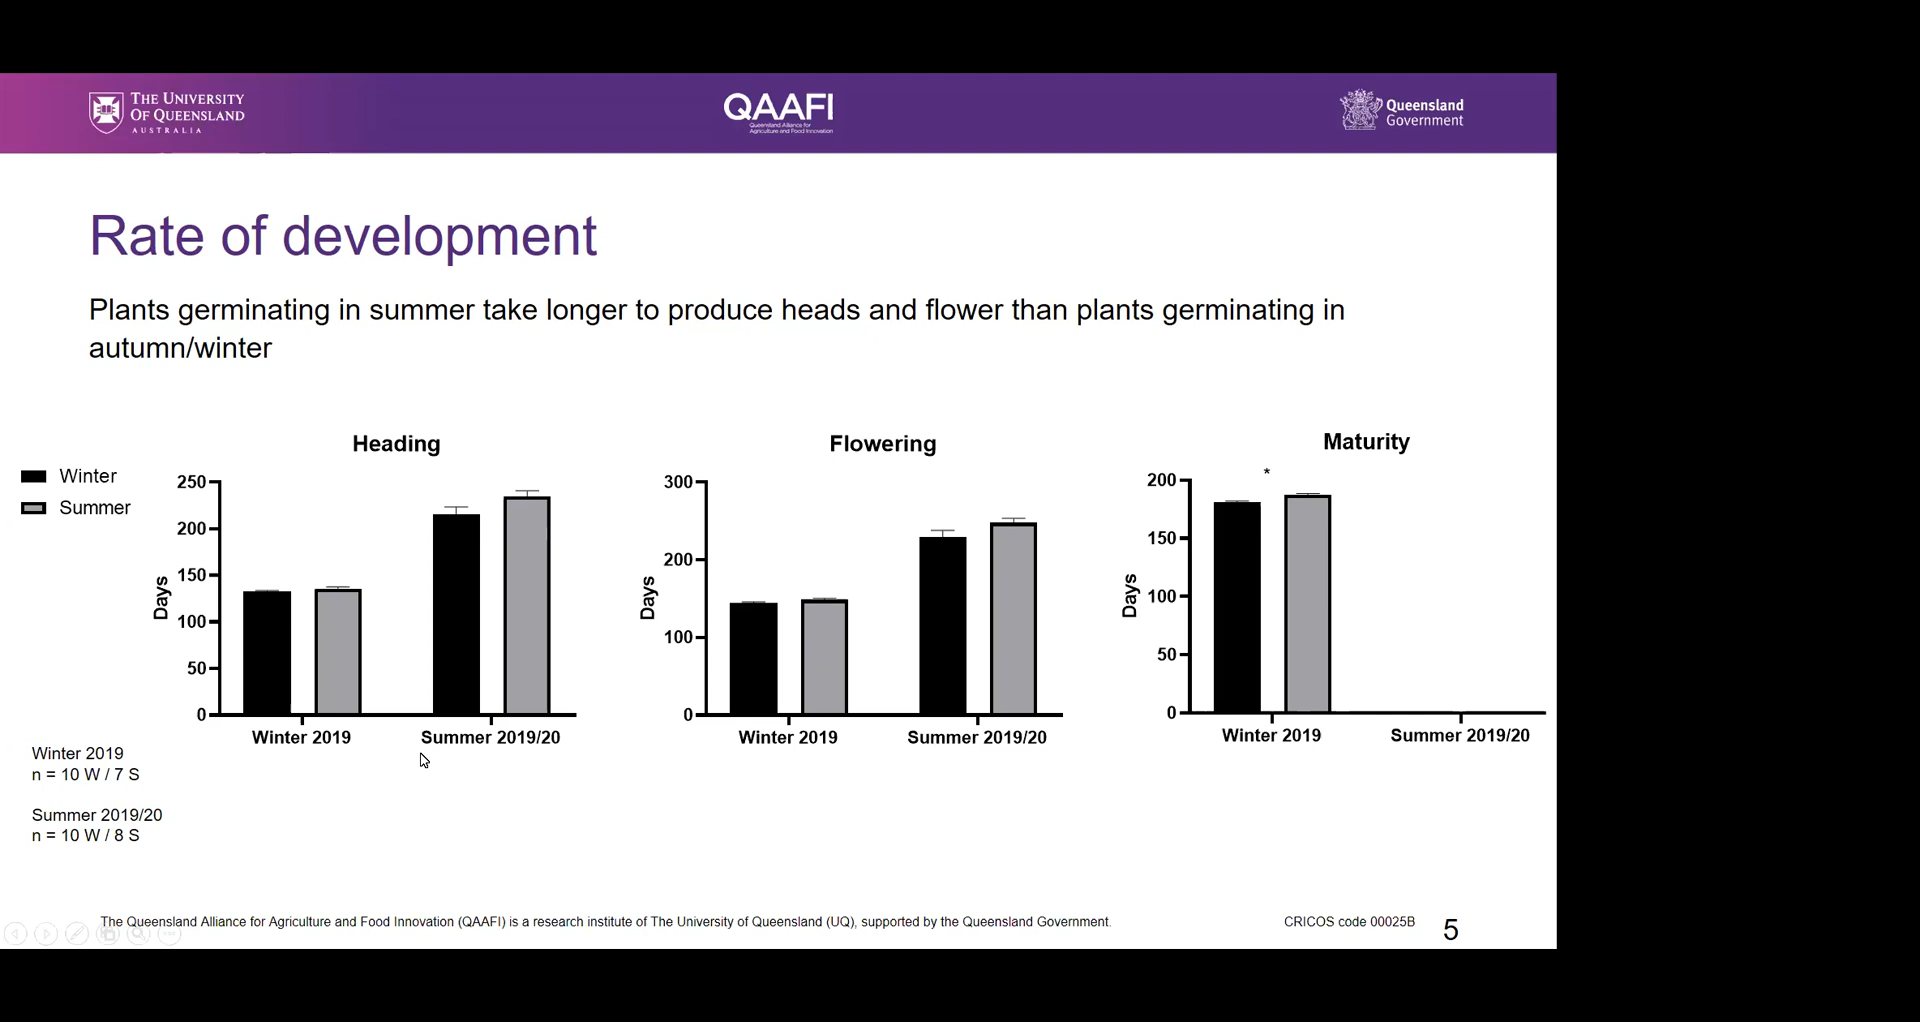 THE UNIVERSITY
OF QUEENSLAND
AUSTRALIA
QAAFI
Queensland Alliance for
Agriculture and Food Innovation
Queensland
Government
Rate of development
Plants germinating in summer take longer to produce heads and flower than plants germinating in
autumn/winter
Winter
Summer
Heading
250
200
150
100
50
0
Days
Winter 2019
Summer 2019/20
Flowering
300
200
100
0
Days
Winter 2019
Summer 2019/20
Maturity
*
200
150
100
50
0
Days
Winter 2019
Summer 2019/20
Winter 2019
n = 10 W / 7 S
Summer 2019/20
n = 10 W / 8 S
The Queensland Alliance for Agriculture and Food Innovation (QAAFI) is a research institute of The University of Queensland (UQ), supported by the Queensland Government.
CRICOS code 00025B
5